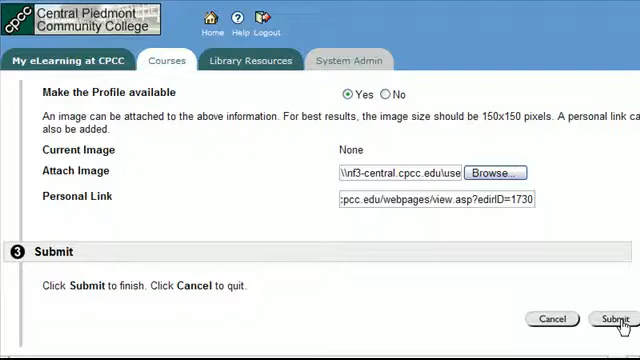 cpcc
Central Piedmont
Community College
Home Help Logout
My eLearning at CPCC Courses Library Resources System Admin
Make the Profile available Yes No
An image can be attached to the above information. For best results, the image size should be 150x150 pixels. A personal link ca
also be added.
Current Image None
Attach Image \\nf3-central.cpcc.edu\use Browse...
Personal Link :pcc.edu/webpages/view.asp?edirID=1730
3 Submit
Click Submit to finish. Click Cancel to quit.
Cancel Submit